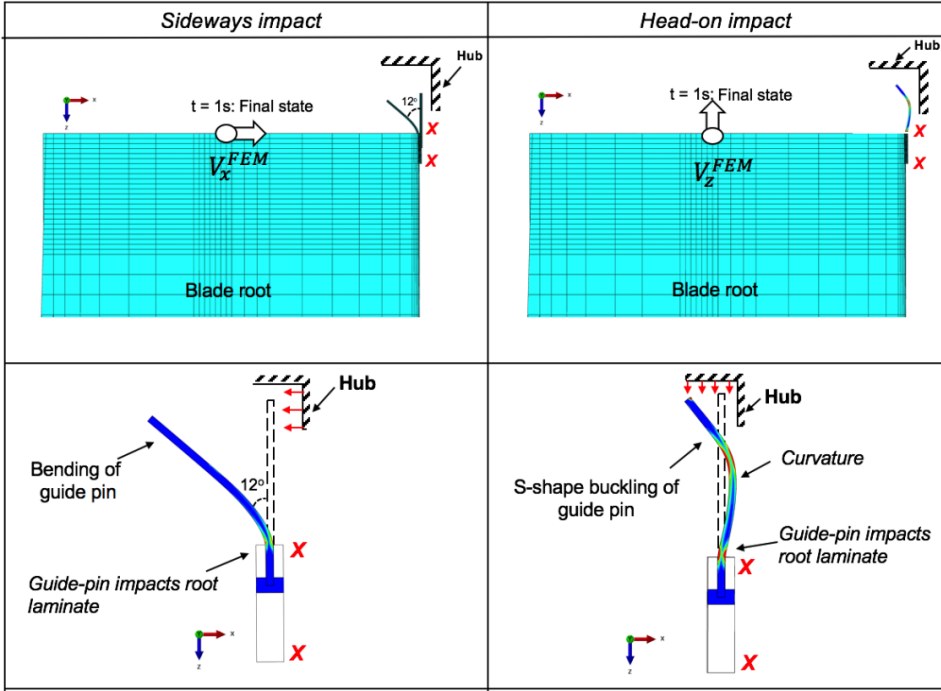 Sideways impact
Head-on impact
Hub
12⁰
x
z
t = 1s: Final state
V_x^{FEM}
X
X
Blade root
Hub
x
z
t = 1s: Final state
V_z^{FEM}
X
X
Blade root
Hub
Bending of
guide pin
12⁰
Guide-pin impacts root
laminate
X
X
x
z
Hub
Curvature
S-shape buckling of
guide pin
Guide-pin impacts
root laminate
X
X
x
z